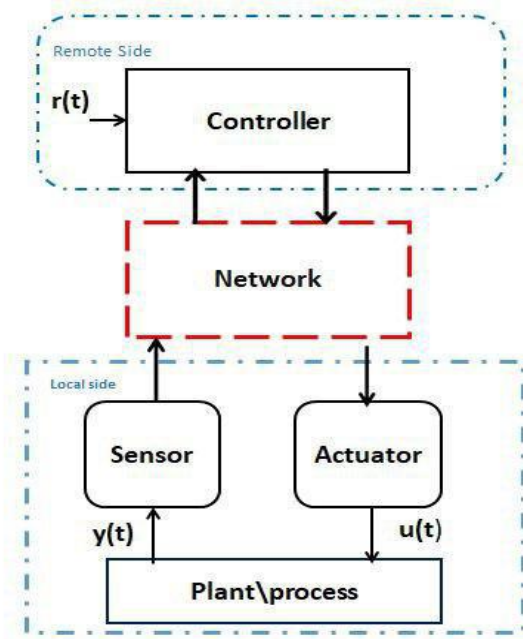 Remote Side
r(t)
Controller
Network
Local side
Sensor
Actuator
y(t)
u(t)
Plant\process